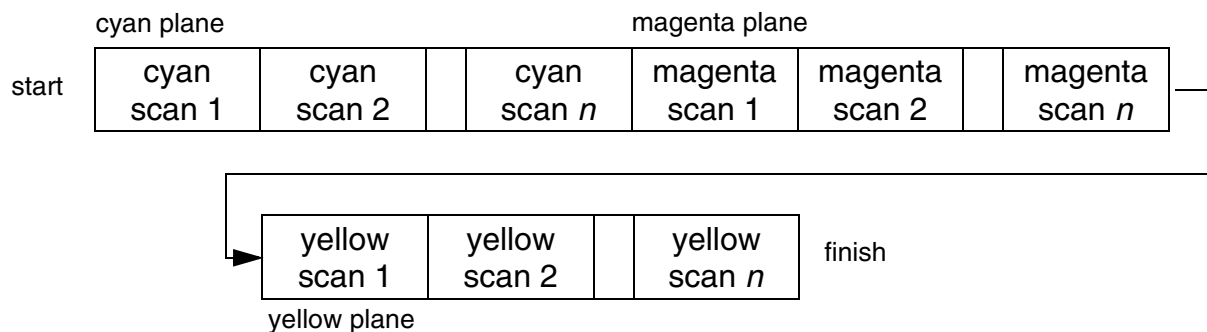 cyan plane
magenta plane
start
cyan
scan 1
cyan
scan 2
cyan
scan n
magenta
scan 1
magenta
scan 2
magenta
scan n
yellow
scan 1
yellow
scan 2
yellow
scan n
finish
yellow plane